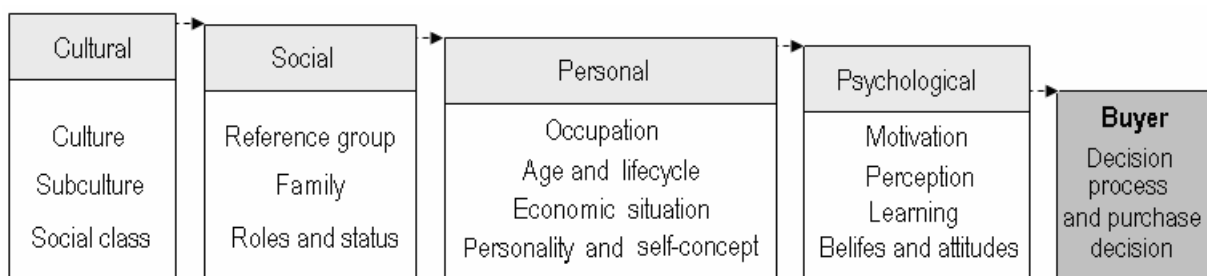 Cultural
Culture
Subculture
Social class
Social
Reference group
Family
Roles and status
Personal
Occupation
Age and lifecycle
Economic situation
Personality and self-concept
Psychological
Motivation
Perception
Learning
Belifes and attitudes
Buyer
Decision
process
and purchase
decision